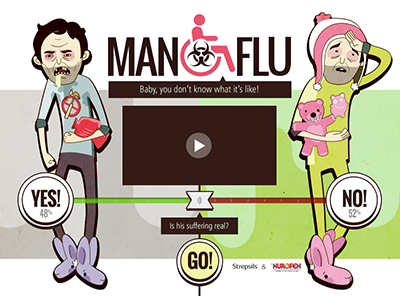 MAN FLU
Baby, you don't know what it's like!
YES!
48%
NO!
52%
Is his suffering real?
GO!
Strepsils & NUROFEN